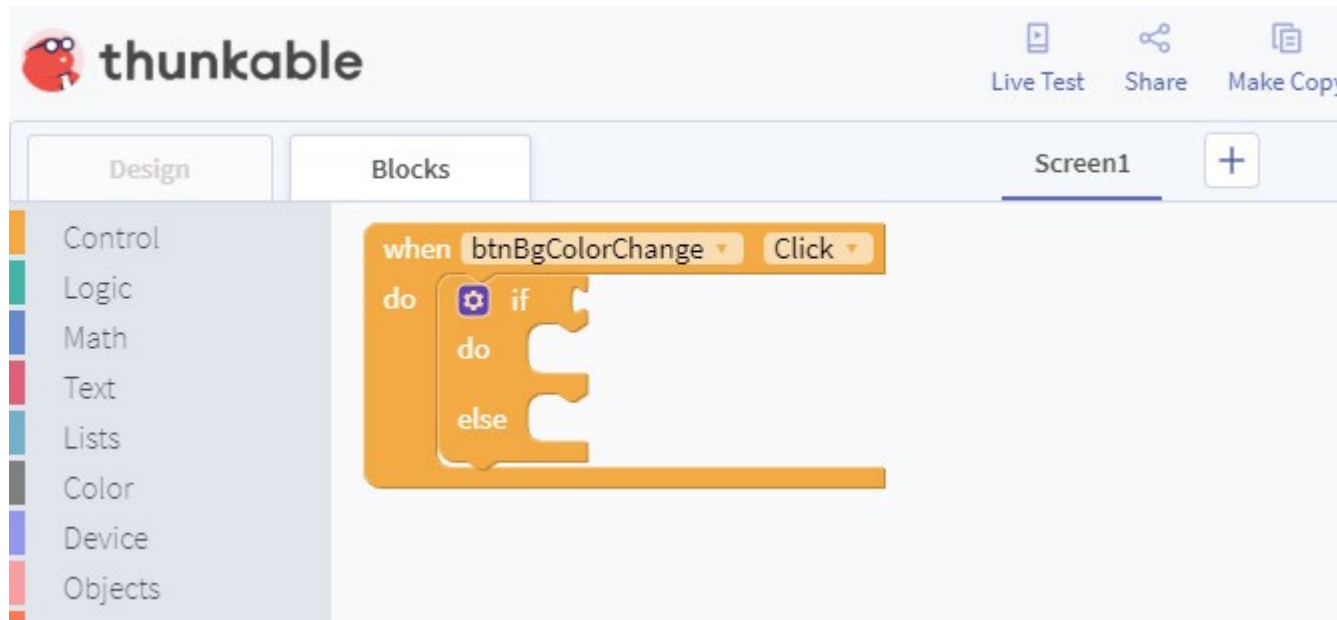 thunkable
Live Test Share Make Copy
Design Blocks Screen1 +
Control
Logic
Math
Text
Lists
Color
Device
Objects
when btnBgColorChange Click
do if
do
else